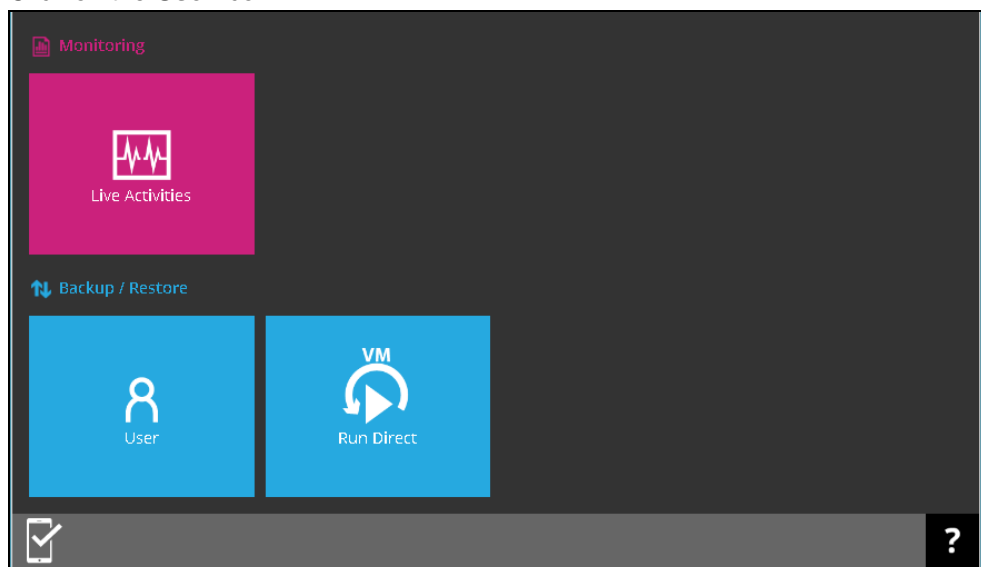 Monitoring
Live Activities
Backup / Restore
VM
User
Run Direct
?